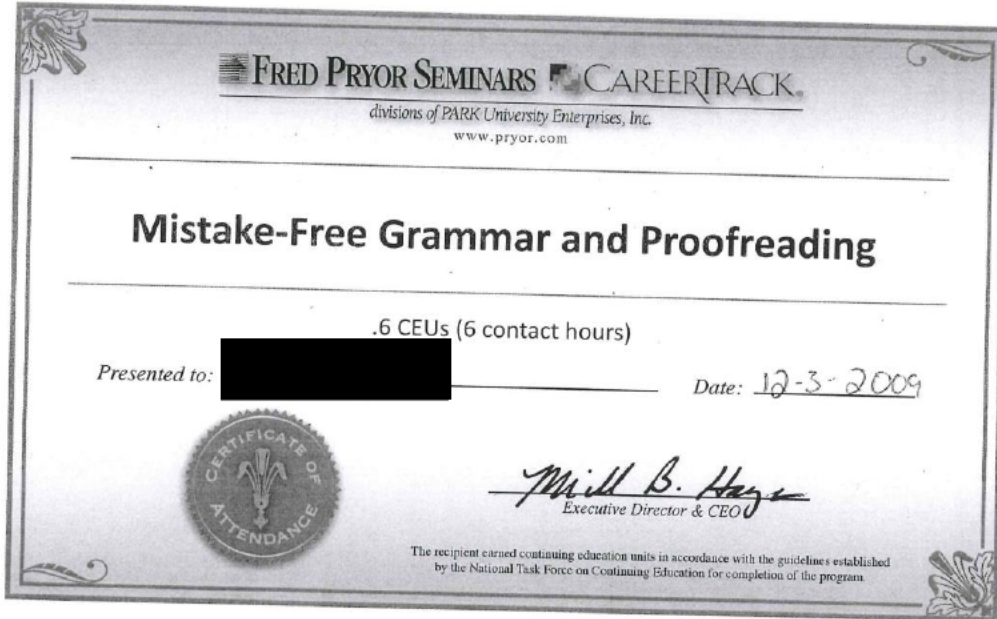 FRED PRYOR SEMINARS CAREERTRACK®
divisions of PARK University Enterprises, Inc.
www.pryor.com
Mistake-Free Grammar and Proofreading
.6 CEUs (6 contact hours)
Presented to:
Date: 12-3-2009
CERTIFICATE OF ATTENDANCE
B.
Executive Director & CEO
The recipient earned continuing education units in accordance with the guidelines established
by the National Task Force on Continuing Education for completion of the program.